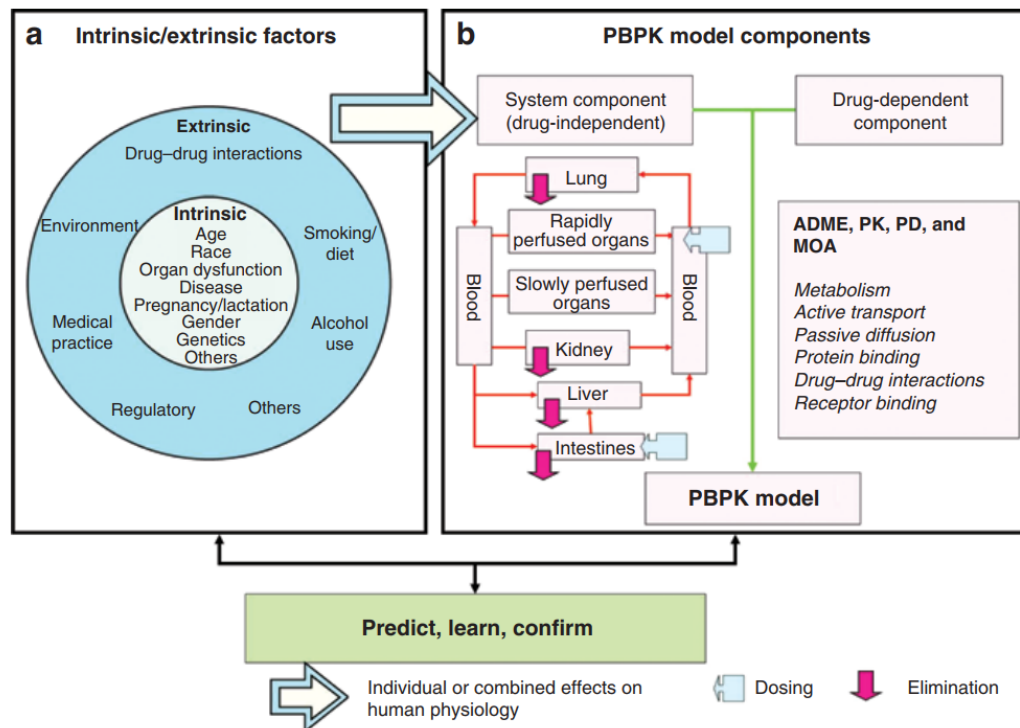 a
Intrinsic/extrinsic factors
Extrinsic
Drug–drug interactions
Environment
Smoking/
diet
Medical
practice
Alcohol
use
Regulatory
Others
Intrinsic
Age
Race
Organ dysfunction
Disease
Pregnancy/lactation
Gender
Genetics
Others
b
PBPK model components
System component
(drug-independent)
Drug-dependent
component
Lung
Rapidly
perfused organs
Slowly perfused
organs
Kidney
Liver
Intestines
Blood
Blood
ADME, PK, PD, and
MOA
Metabolism
Active transport
Passive diffusion
Protein binding
Drug–drug interactions
Receptor binding
PBPK model
Predict, learn, confirm
Individual or combined effects on
human physiology
Dosing
Elimination